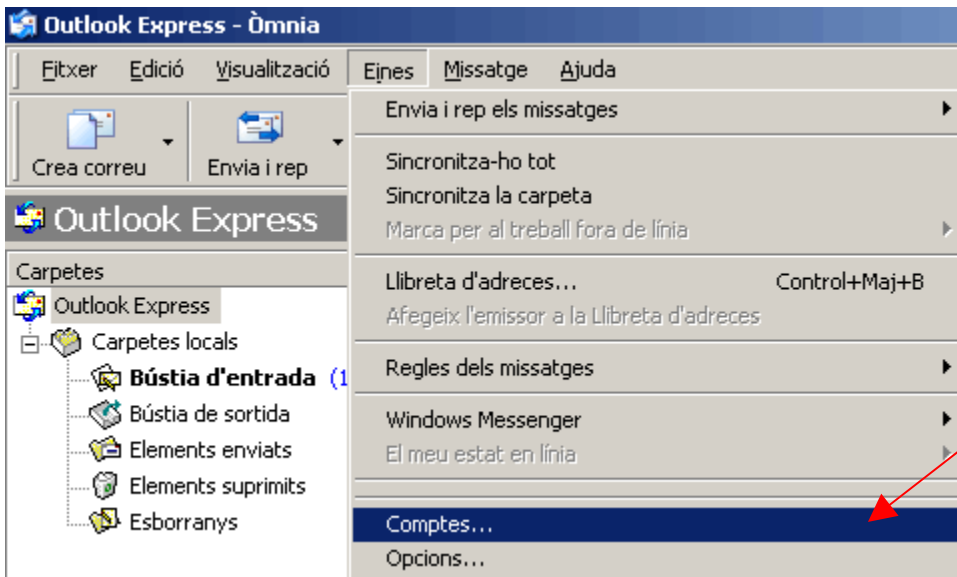 Outlook Express - Òmnia
Fitxer Edició Visualització Eines Missatge Ajuda
Crea correu Envia i rep
Outlook Express
Carpetes
Outlook Express
Carpetes locals
Bústia d'entrada (1
Bústia de sortida
Elements enviats
Elements suprimits
Esborranys
Envia i rep els missatges
Sincronitza-ho tot
Sincronitza la carpeta
Marca per al treball fora de línia
Llibreta d'adreces... Control+Maj+B
Afegeix l'emissor a la Llibreta d'adreces
Regles dels missatges
Windows Messenger
El meu estat en línia
Comptes...
Opcions...